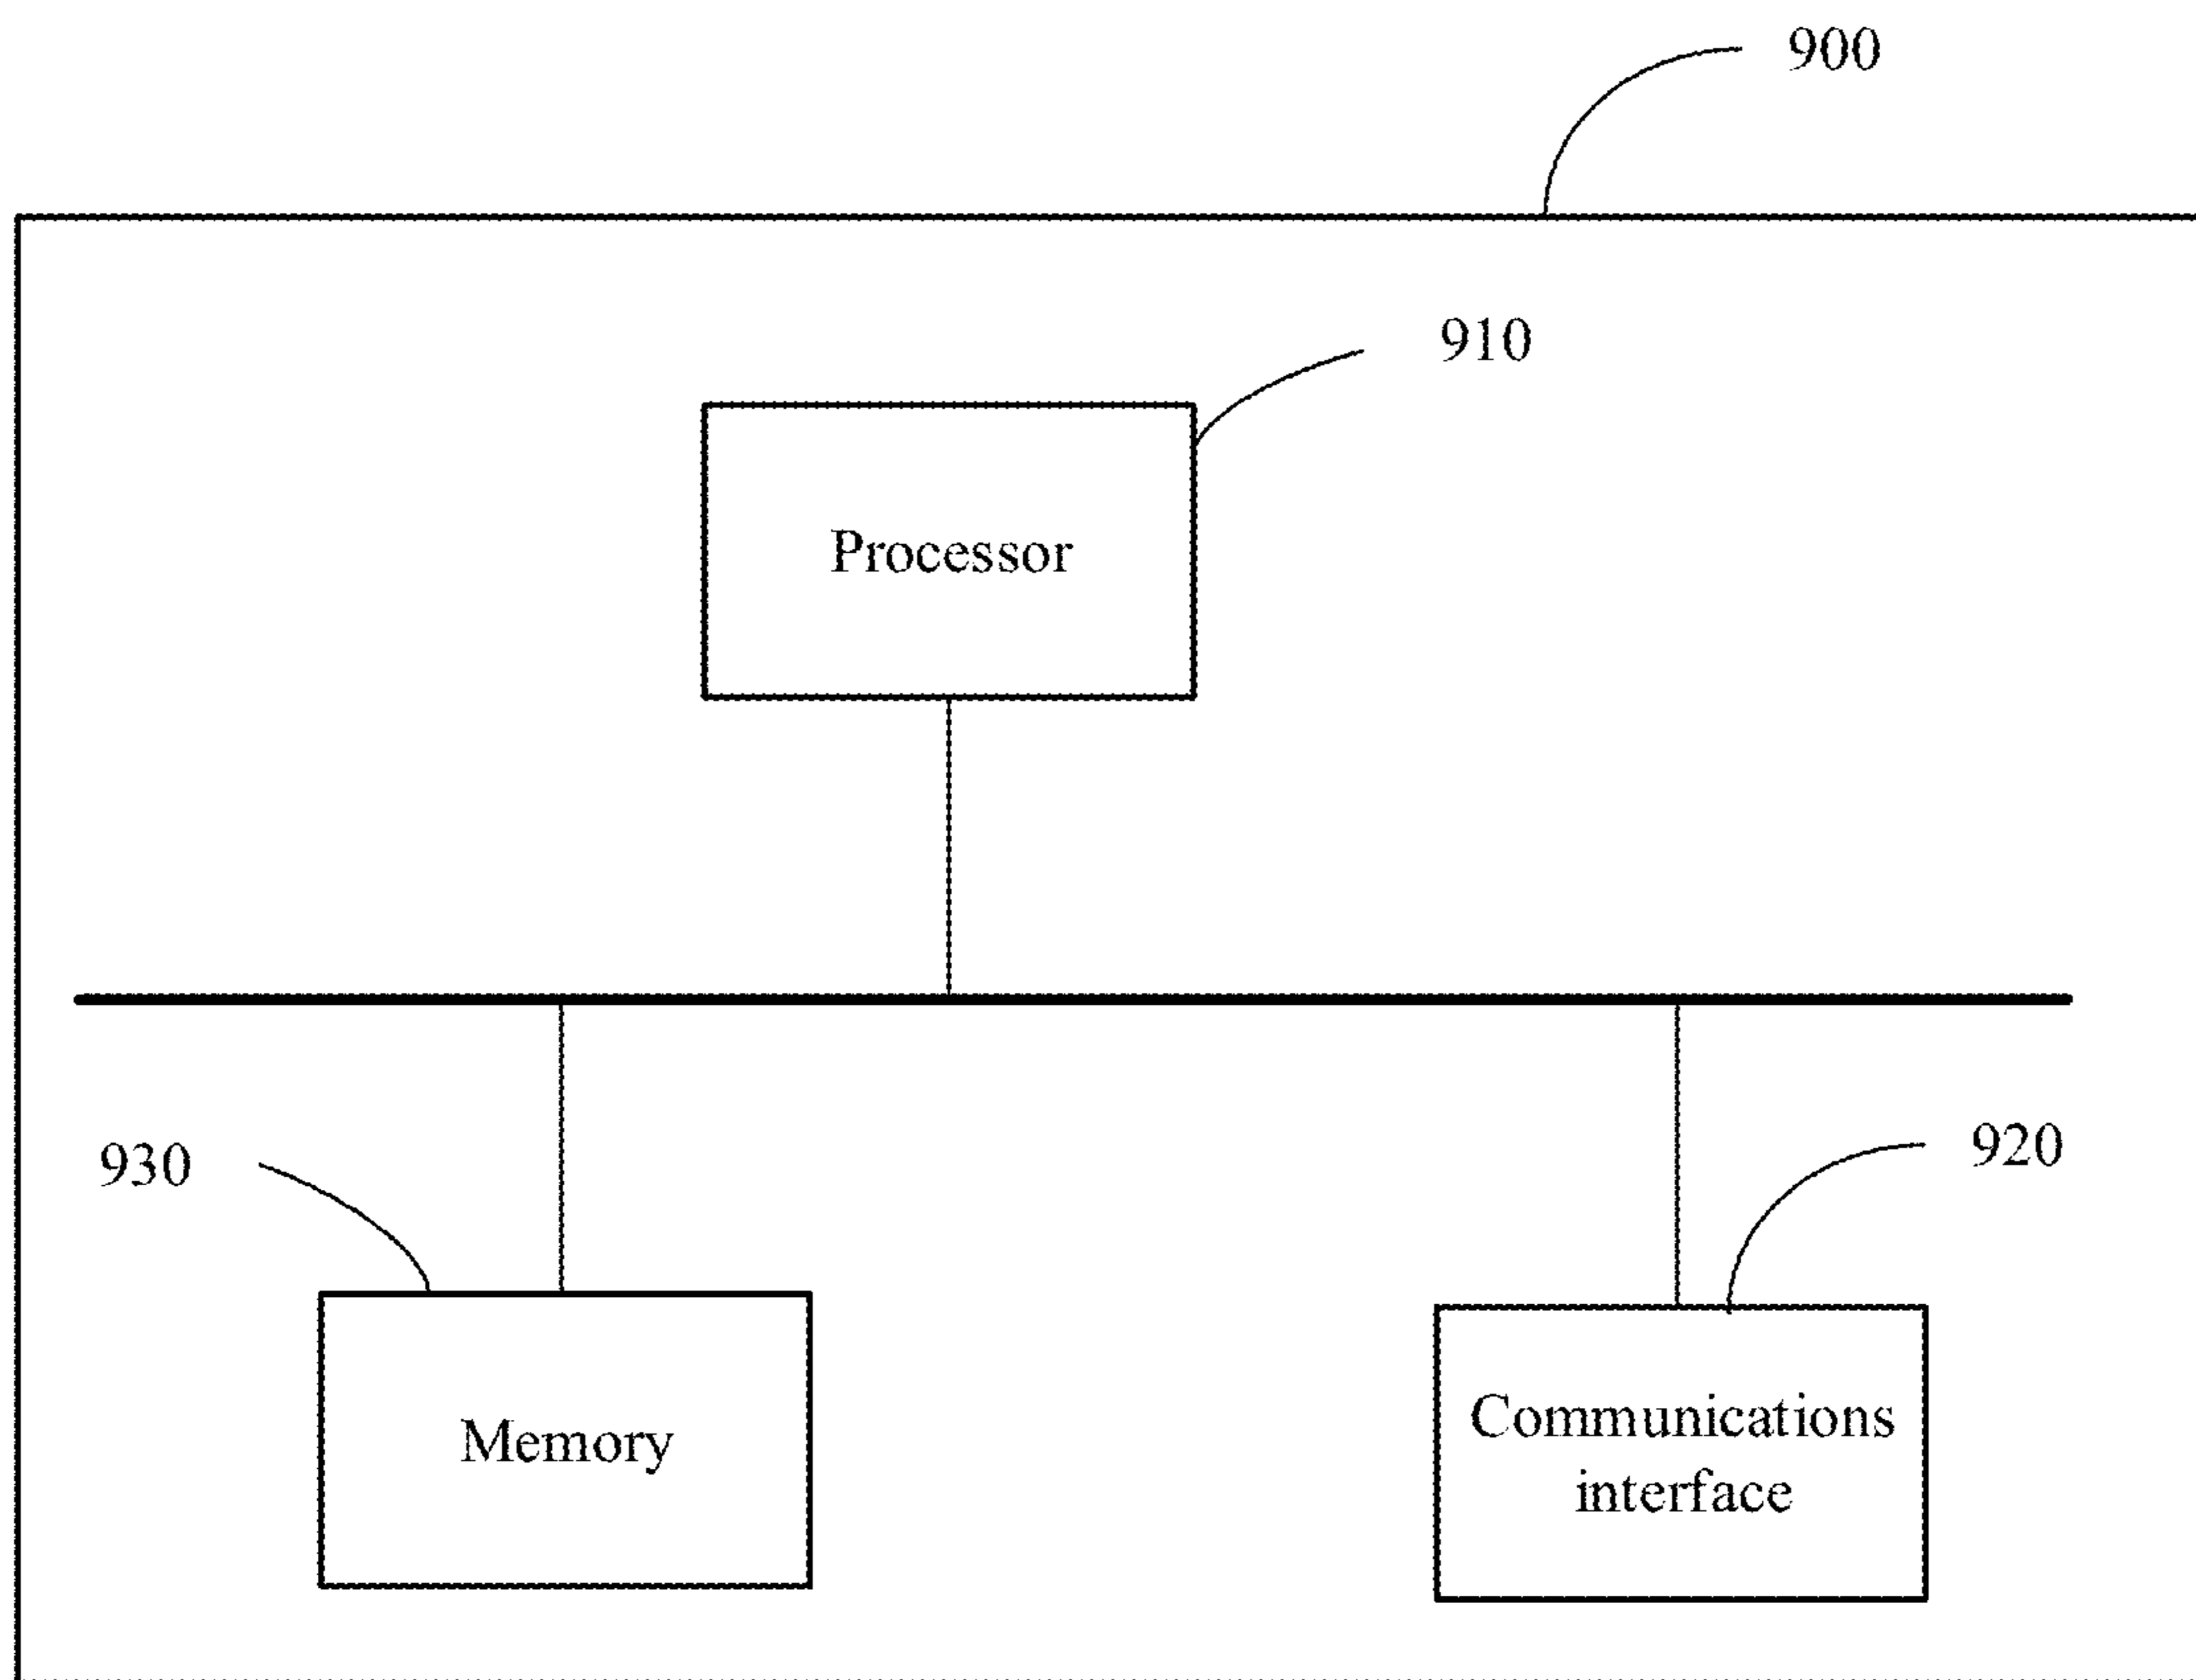 900
910
Processor
930
920
Memory
Communications
interface